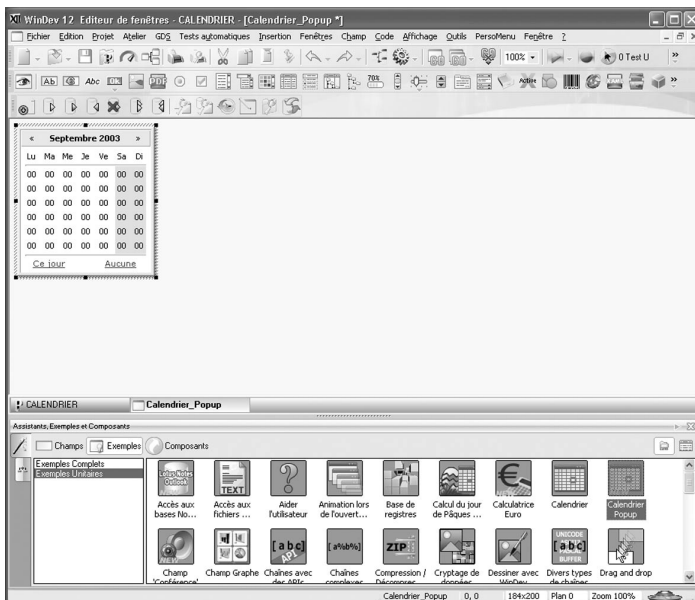 WinDev 12 Editeur de fenêtres - CALENDRIER - [Calendrier_Popup *]
Fichier Edition Projet Atelier GDS Tests automatiques Insertion Fenêtres Champ Code Affichage Outils PersoMenu Fenêtre ?
100% 0 Test U
Ab Abc OK PDF 70% Active
« Septembre 2003 »
Lu Ma Me Je Ve Sa Di
00 00 00 00 00 00 00
00 00 00 00 00 00 00
00 00 00 00 00 00 00
00 00 00 00 00 00 00
00 00 00 00 00 00 00
00 00 00 00 00 00 00
Ce jour Aucune
CALENDRIER Calendrier_Popup
Assistants, Exemples et Composants
Champs Exemples Composants
Exemples Complets
Exemples Unitaires
Lotus Notes
Outlook
TEXT
API
Accès aux bases No...
Accès aux fichiers ...
Aider l'utilisateur
Animation lors de l'ouvert...
Base de registres
Calcul du jour de Pâques ...
Calculatrice Euro
Calendrier
Calendrier Popup
NEW
[abc]
[a%b%]
ZIP
UNICODE
[abc]
BUFFER
Champ 'Conférence'
Champ Graphe
Chaînes avec des APIs
Chaînes complexes
Compression / Décompres...
Cryptage de données
Dessiner avec WinDev
Divers types de chaînes
Drag and drop
Calendrier_Popup 0, 0 184x200 Plan 0 Zoom 100%